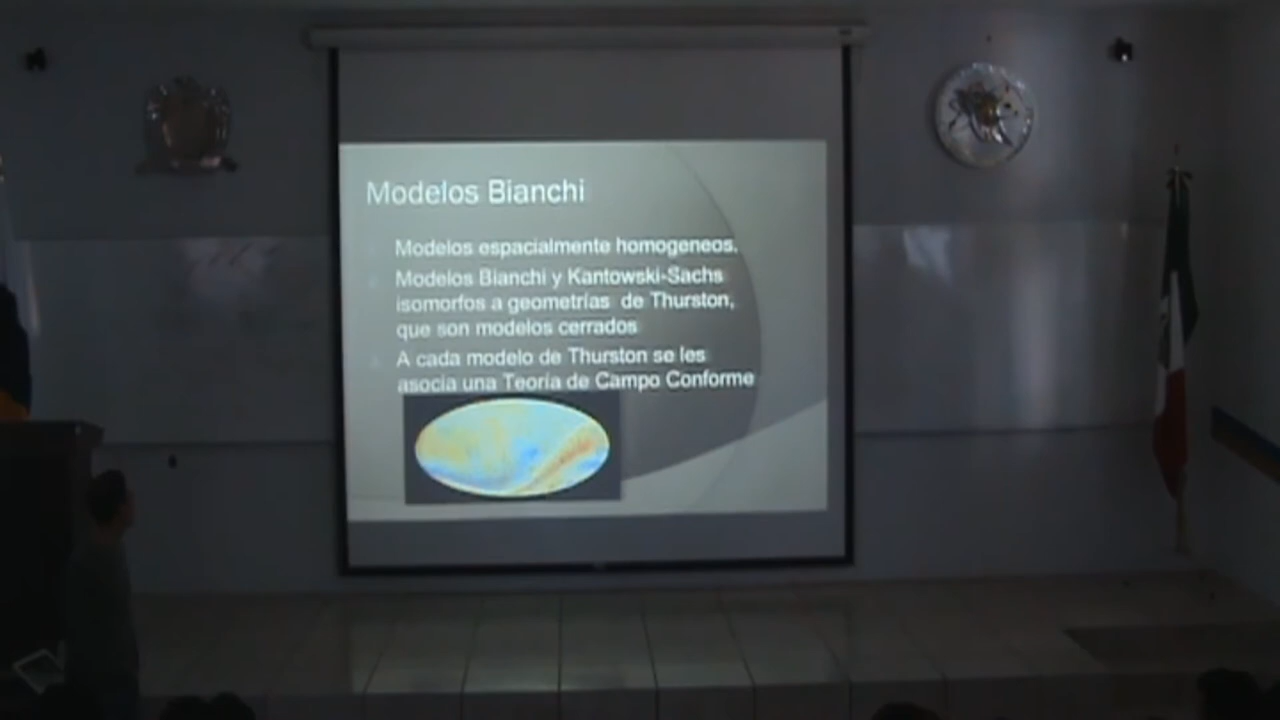 Modelos Bianchi
Modelos espacialmente homogeneos.
Modelos Bianchi y Kantowski-Sachs
isomorfos a geometrías de Thurston,
que son modelos cerrados
A cada modelo de Thurston se les
asocia una Teoría de Campo Conforme